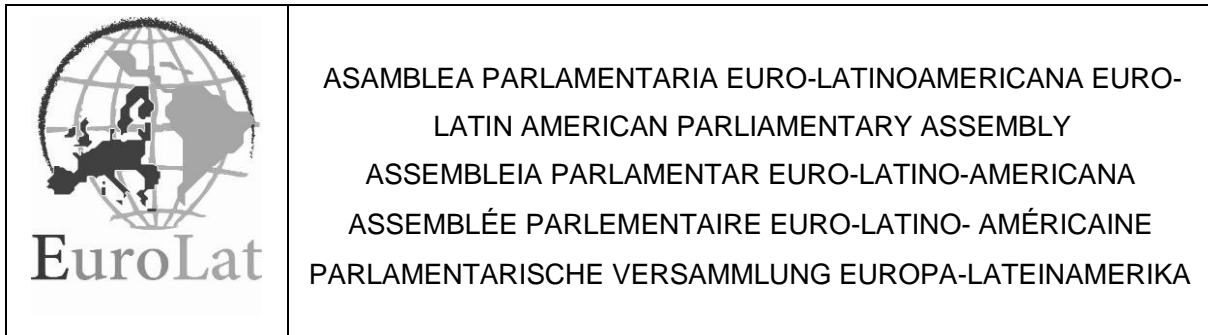 EuroLat
ASAMBLEA PARLAMENTARIA EURO-LATINOAMERICANA EURO-
LATIN AMERICAN PARLIAMENTARY ASSEMBLY
ASSEMBLEIA PARLAMENTAR EURO-LATINO-AMERICANA
ASSEMBLÉE PARLEMENTAIRE EURO-LATINO- AMÉRICAINE
PARLAMENTARISCHE VERSAMMLUNG EUROPA-LATEINAMERIKA